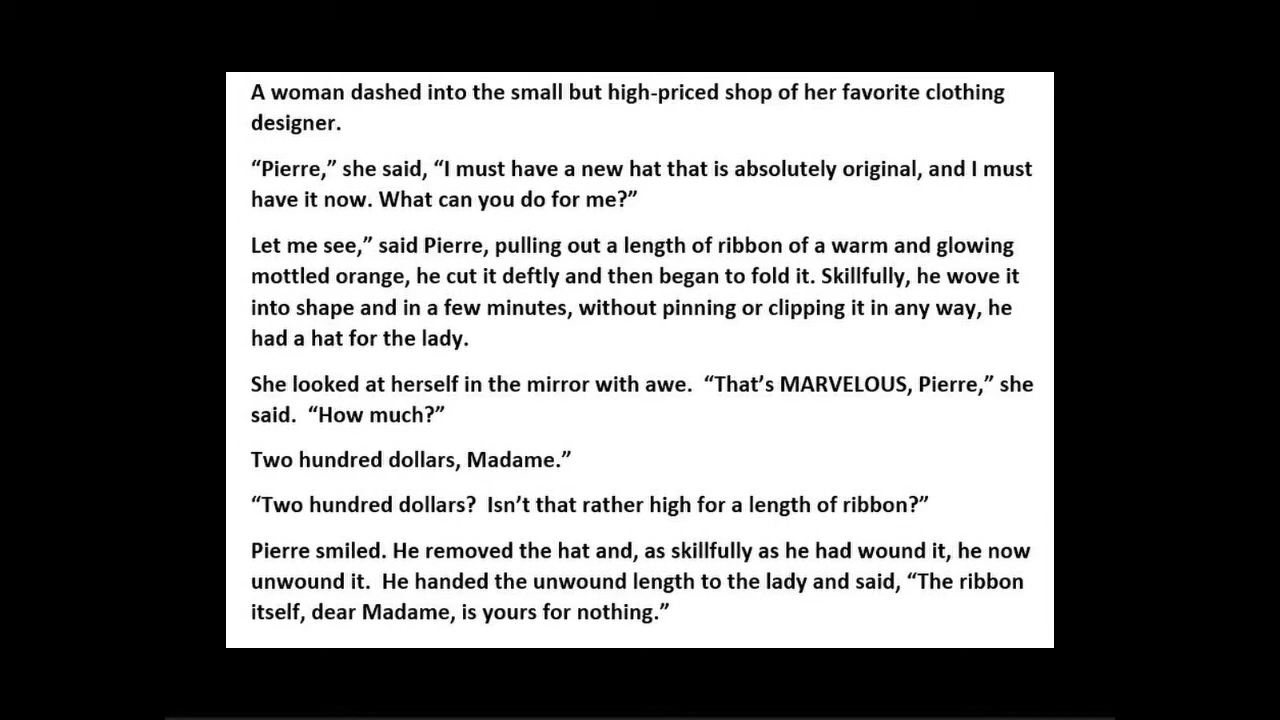 A woman dashed into the small but high-priced shop of her favorite clothing
designer.
“Pierre,” she said, “I must have a new hat that is absolutely original, and I must
have it now. What can you do for me?”
Let me see,” said Pierre, pulling out a length of ribbon of a warm and glowing
mottled orange, he cut it deftly and then began to fold it. Skillfully, he wove it
into shape and in a few minutes, without pinning or clipping it in any way, he
had a hat for the lady.
She looked at herself in the mirror with awe.  “That’s MARVELOUS, Pierre,” she
said.  “How much?”
Two hundred dollars, Madame.”
“Two hundred dollars?  Isn’t that rather high for a length of ribbon?”
Pierre smiled. He removed the hat and, as skillfully as he had wound it, he now
unwound it.  He handed the unwound length to the lady and said, “The ribbon
itself, dear Madame, is yours for nothing.”